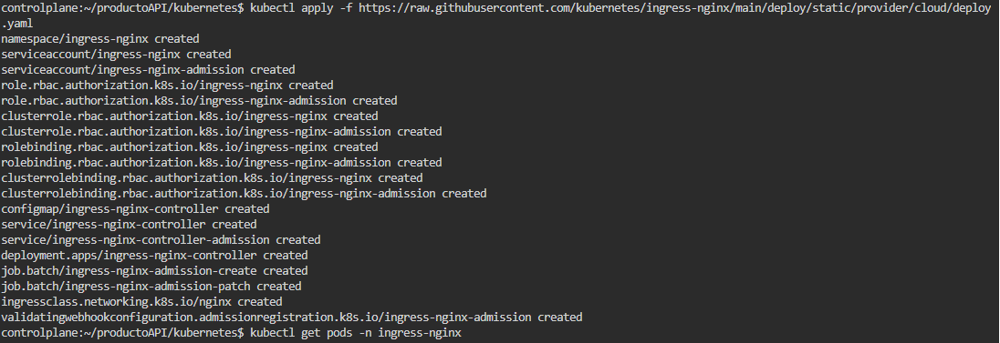 controlplane:~/productoAPI/kubernetes$ kubectl apply -f https://raw.githubusercontent.com/kubernetes/ingress-nginx/main/deploy/static/provider/cloud/deploy
.yaml
namespace/ingress-nginx created
serviceaccount/ingress-nginx created
serviceaccount/ingress-nginx-admission created
role.rbac.authorization.k8s.io/ingress-nginx created
role.rbac.authorization.k8s.io/ingress-nginx-admission created
clusterrole.rbac.authorization.k8s.io/ingress-nginx created
clusterrole.rbac.authorization.k8s.io/ingress-nginx-admission created
rolebinding.rbac.authorization.k8s.io/ingress-nginx created
rolebinding.rbac.authorization.k8s.io/ingress-nginx-admission created
clusterrolebinding.rbac.authorization.k8s.io/ingress-nginx created
clusterrolebinding.rbac.authorization.k8s.io/ingress-nginx-admission created
configmap/ingress-nginx-controller created
service/ingress-nginx-controller created
service/ingress-nginx-controller-admission created
deployment.apps/ingress-nginx-controller created
job.batch/ingress-nginx-admission-create created
job.batch/ingress-nginx-admission-patch created
ingressclass.networking.k8s.io/nginx created
validatingwebhookconfiguration.admissionregistration.k8s.io/ingress-nginx-admission created
controlplane:~/productoAPI/kubernetes$ kubectl get pods -n ingress-nginx